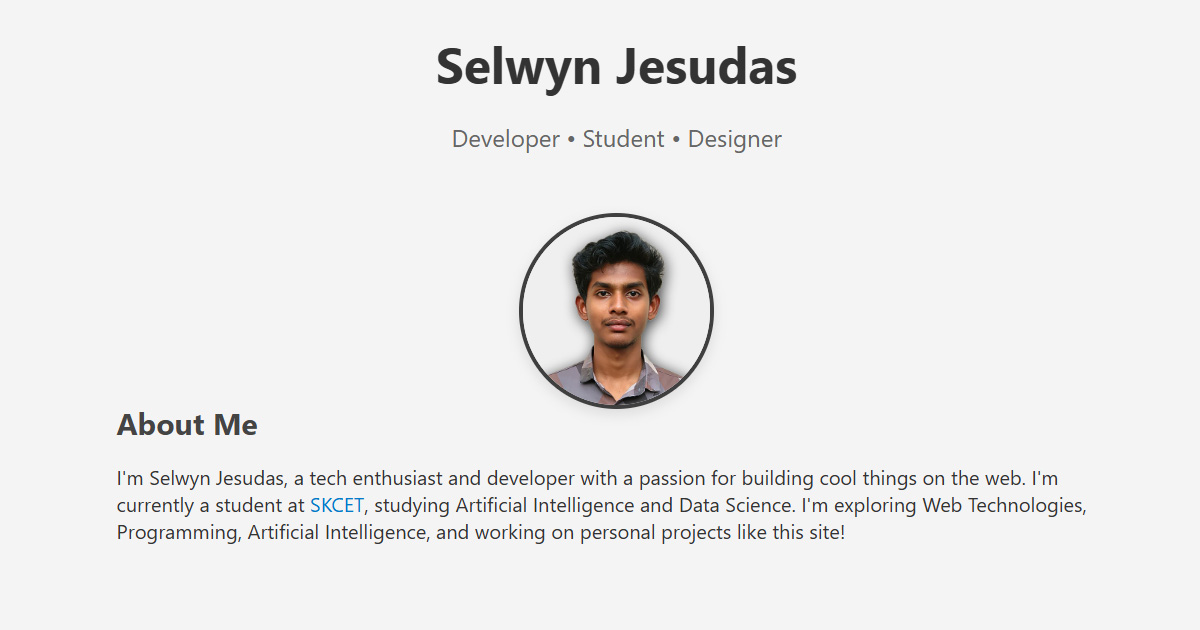 Selwyn Jesudas
Developer • Student • Designer
About Me
I'm Selwyn Jesudas, a tech enthusiast and developer with a passion for building cool things on the web. I'm
currently a student at SKCET, studying Artificial Intelligence and Data Science. I'm exploring Web Technologies,
Programming, Artificial Intelligence, and working on personal projects like this site!